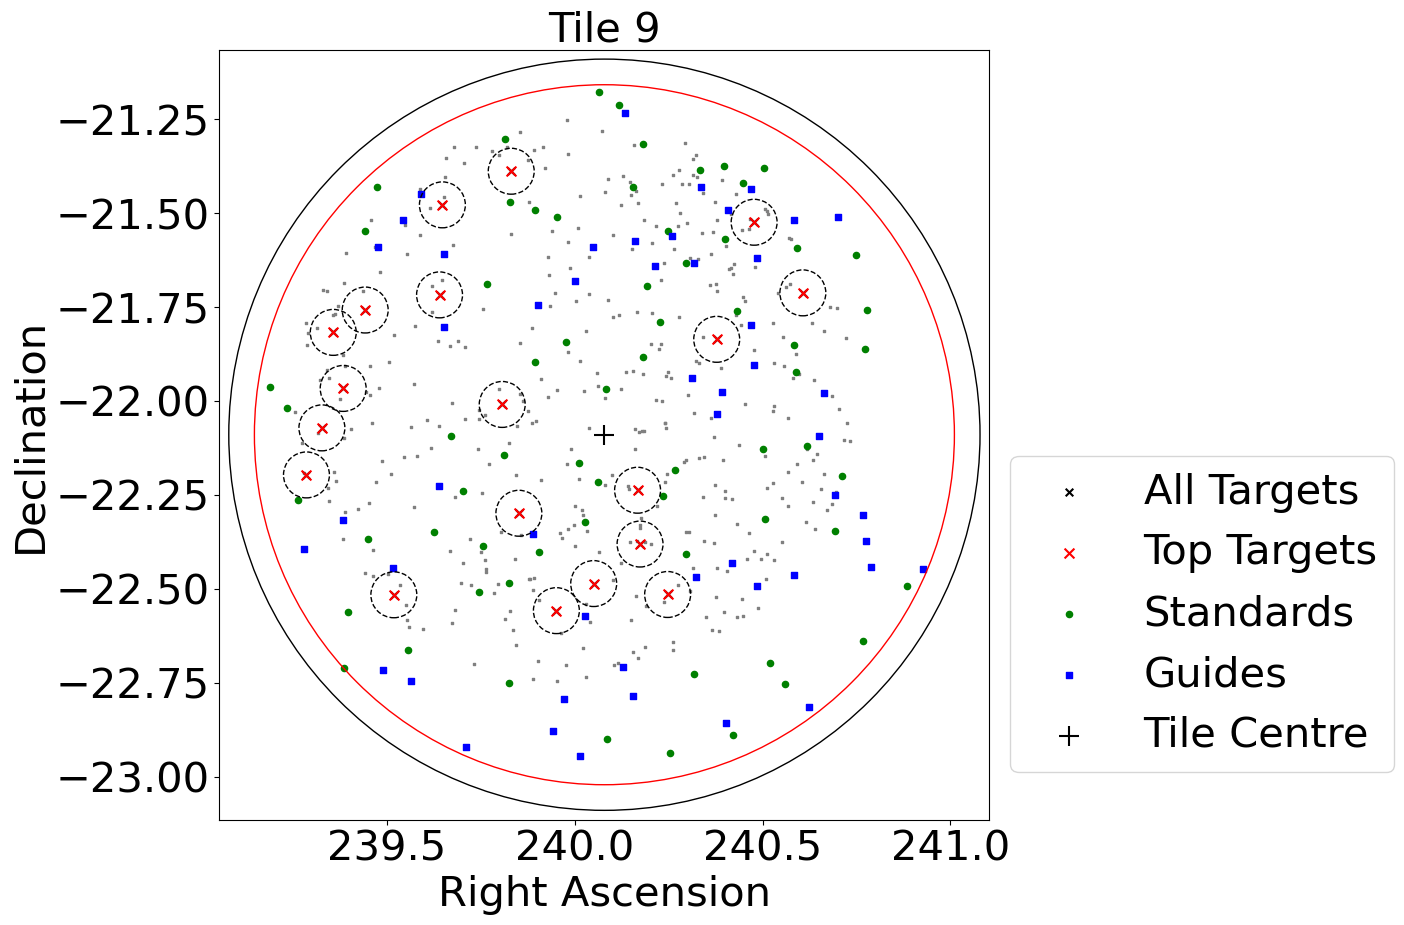 Tile 9
−21.25
−21.50
−21.75
−22.00
−22.25
−22.50
−22.75
−23.00
Declination
239.5
240.0
240.5
241.0
Right Ascension
All Targets
Top Targets
Standards
Guides
Tile Centre